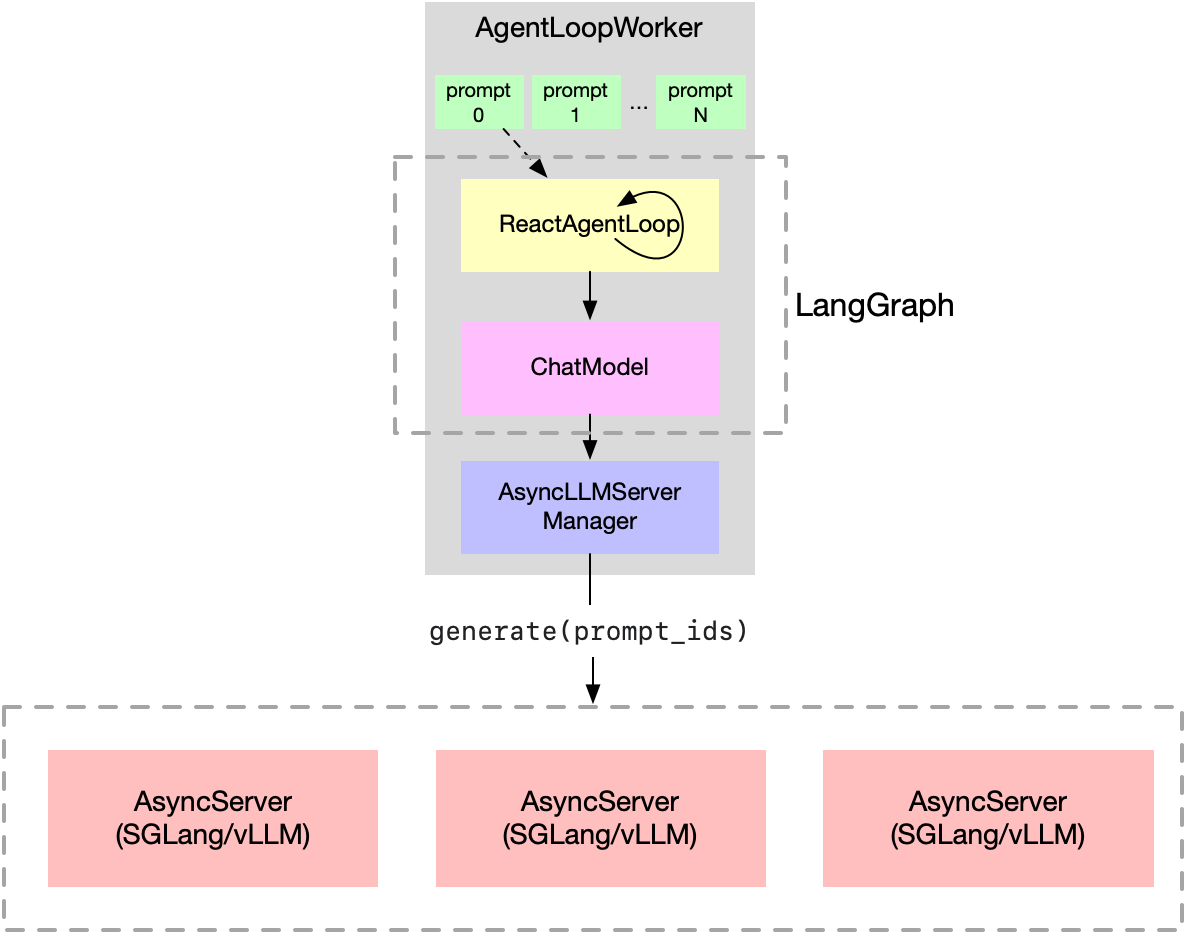 AgentLoopWorker
prompt
0
prompt
1
...
prompt
N
ReactAgentLoop
LangGraph
ChatModel
AsyncLLMServer
Manager
generate(prompt_ids)
AsyncServer
(SGLang/vLLM)
AsyncServer
(SGLang/vLLM)
AsyncServer
(SGLang/vLLM)